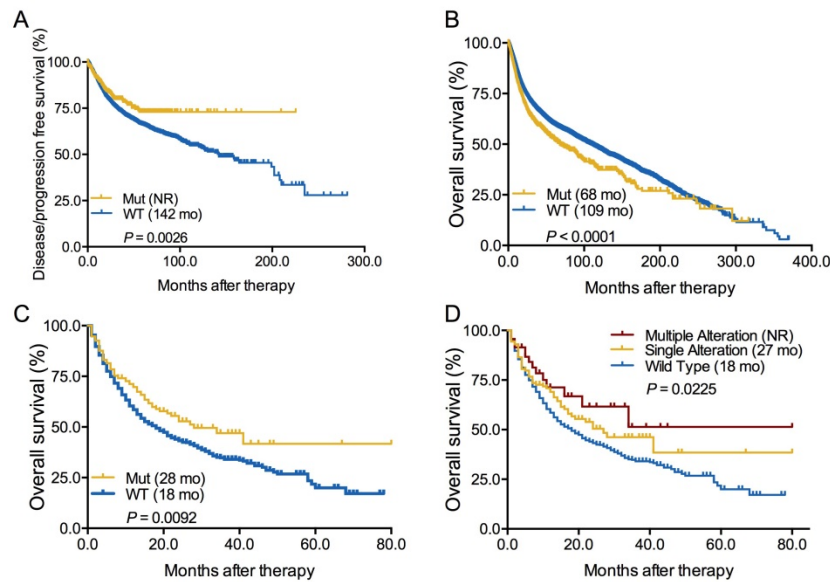 A
Disease/progression free survival (%)
100.0
75.0
50.0
25.0
0.0
Mut (NR)
WT (142 mo)
P = 0.0026
0.0 100.0 200.0 300.0
Months after therapy
B
Overall survival (%)
100.0
75.0
50.0
25.0
0.0
Mut (68 mo)
WT (109 mo)
P < 0.0001
0.0 100.0 200.0 300.0 400.0
Months after therapy
C
Overall survival (%)
100.0
75.0
50.0
25.0
0.0
Mut (28 mo)
WT (18 mo)
P = 0.0092
0.0 20.0 40.0 60.0 80.0
Months after therapy
D
Overall survival (%)
100.0
75.0
50.0
25.0
0.0
Multiple Alteration (NR)
Single Alteration (27 mo)
Wild Type (18 mo)
P = 0.0225
0.0 20.0 40.0 60.0 80.0
Months after therapy